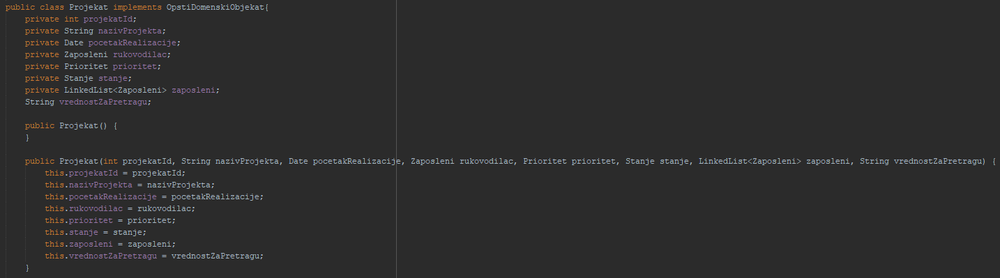 public class Projekat implements OpstiDomenskiObjekat{
    private int projekatId;
    private String nazivProjekta;
    private Date pocetakRealizacije;
    private Zaposleni rukovodilac;
    private Prioritet prioritet;
    private Stanje stanje;
    private LinkedList<Zaposleni> zaposleni;
    String vrednostZaPretragu;

    public Projekat() {
    }

    public Projekat(int projekatId, String nazivProjekta, Date pocetakRealizacije, Zaposleni rukovodilac, Prioritet prioritet, Stanje stanje, LinkedList<Zaposleni> zaposleni, String vrednostZaPretragu) {
        this.projekatId = projekatId;
        this.nazivProjekta = nazivProjekta;
        this.pocetakRealizacije = pocetakRealizacije;
        this.rukovodilac = rukovodilac;
        this.prioritet = prioritet;
        this.stanje = stanje;
        this.zaposleni = zaposleni;
        this.vrednostZaPretragu = vrednostZaPretragu;
    }